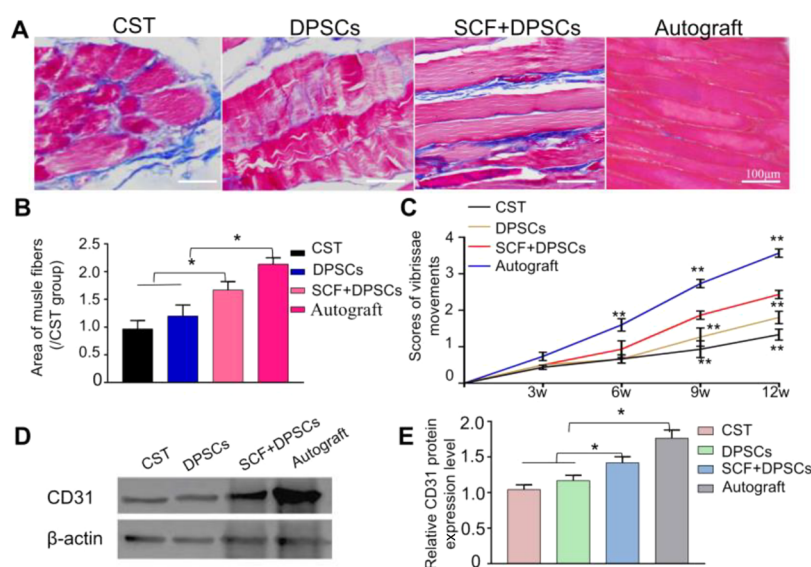 A
CST
DPSCs
SCF+DPSCs
Autograft
100μm
B
Area of musle fibers
(/CST group)
2.5
2.0
1.5
1.0
0.5
0
*
*
CST
DPSCs
SCF+DPSCs
Autograft
C
Scores of vibrissae
movements
4
2
0
3w
6w
9w
12w
CST
DPSCs
SCF+DPSCs
Autograft
**
**
**
**
**
**
**
D
CST
DPSCs
SCF+DPSCs
Autograft
CD31
β-actin
E
Relative CD31 protein
expression level
2.0
1.5
1.0
0.5
0
*
*
CST
DPSCs
SCF+DPSCs
Autograft